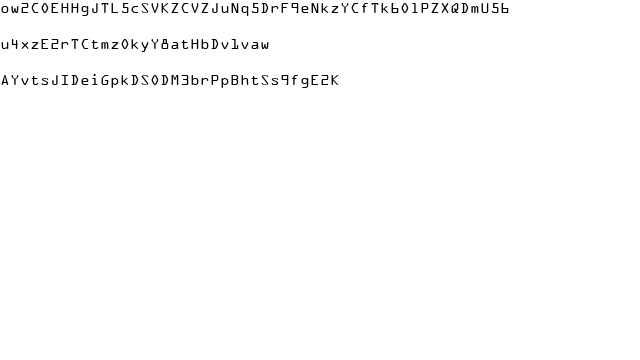 ow2C0EHHgJTL5cSVKZCVZJuNq5DrF9eNkzYCfTk601PZXQDmU56
u4xzE2rTCtmz0kyY8atHbDv1vaw
AYvtsJIDeiGpkDS0DM3brPpBhtSs9fgE2K